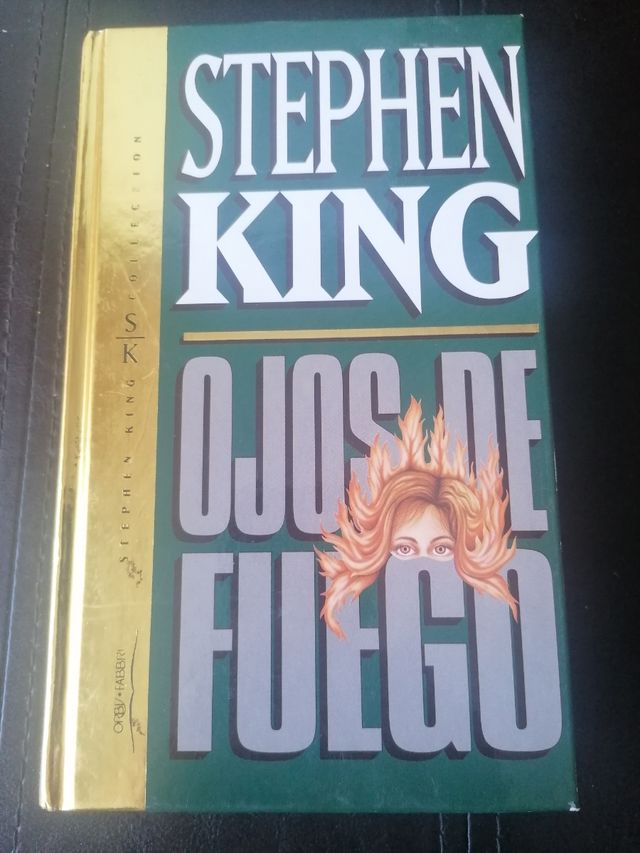 STEPHEN
KING
OJOS DE
FUEGO
STEPHEN KING COLLECTION
SK
ORBIS•FABBRI